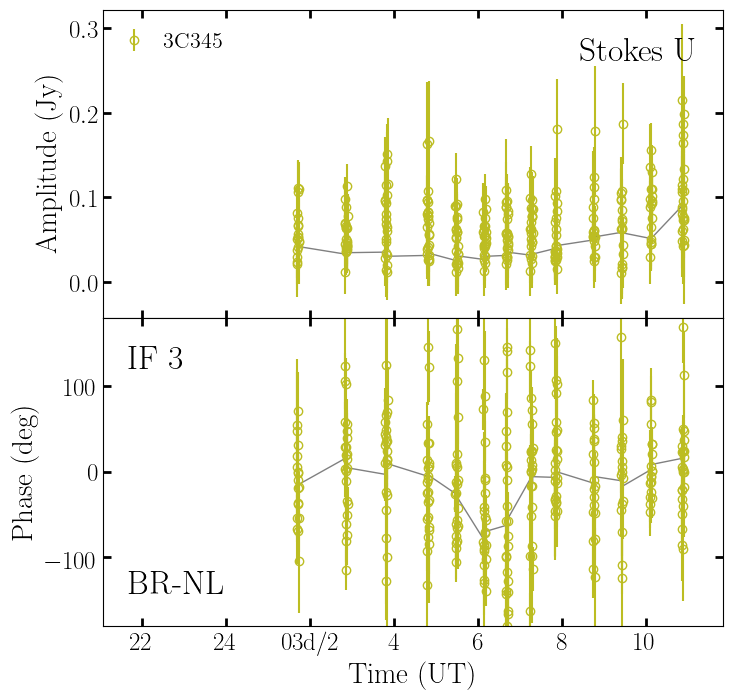 0.3
3C345
Stokes U
0.2
Amplitude (Jy)
0.1
0.0
IF 3
100
Phase (deg)
0
−100
BR-NL
22 24 03d/2 4 6 8 10
Time (UT)